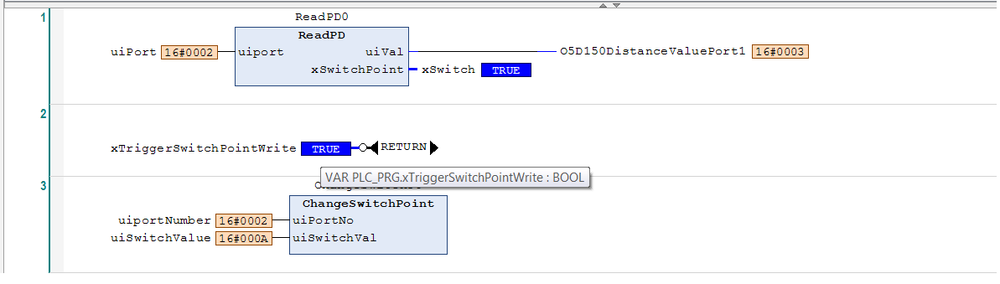 1
ReadPD0
ReadPD
uiPort 16#0002 uiport uiVal O5D150DistanceValuePort1 16#0003
xSwitchPoint xSwitch TRUE
2
xTriggerSwitchPointWrite TRUE RETURN
VAR PLC_PRG.xTriggerSwitchPointWrite : BOOL
3
ChangeSwitchPoint
uiportNumber 16#0002 uiPortNo
uiSwitchValue 16#000A uiSwitchVal